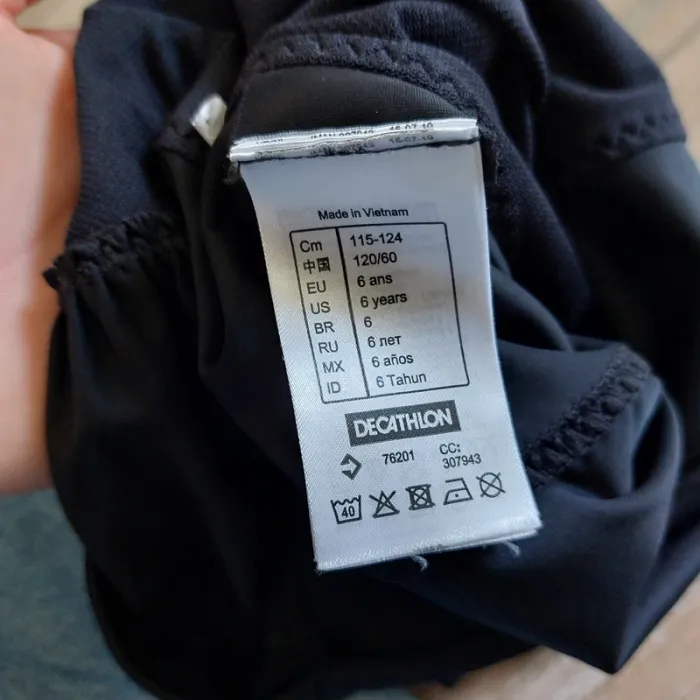 Made in Vietnam
Cm 115-124
中国 120/60
EU 6 ans
US 6 years
BR 6
RU 6 лет
MX 6 años
ID 6 Tahun
DECATHLON
76201 CC:
307943
40